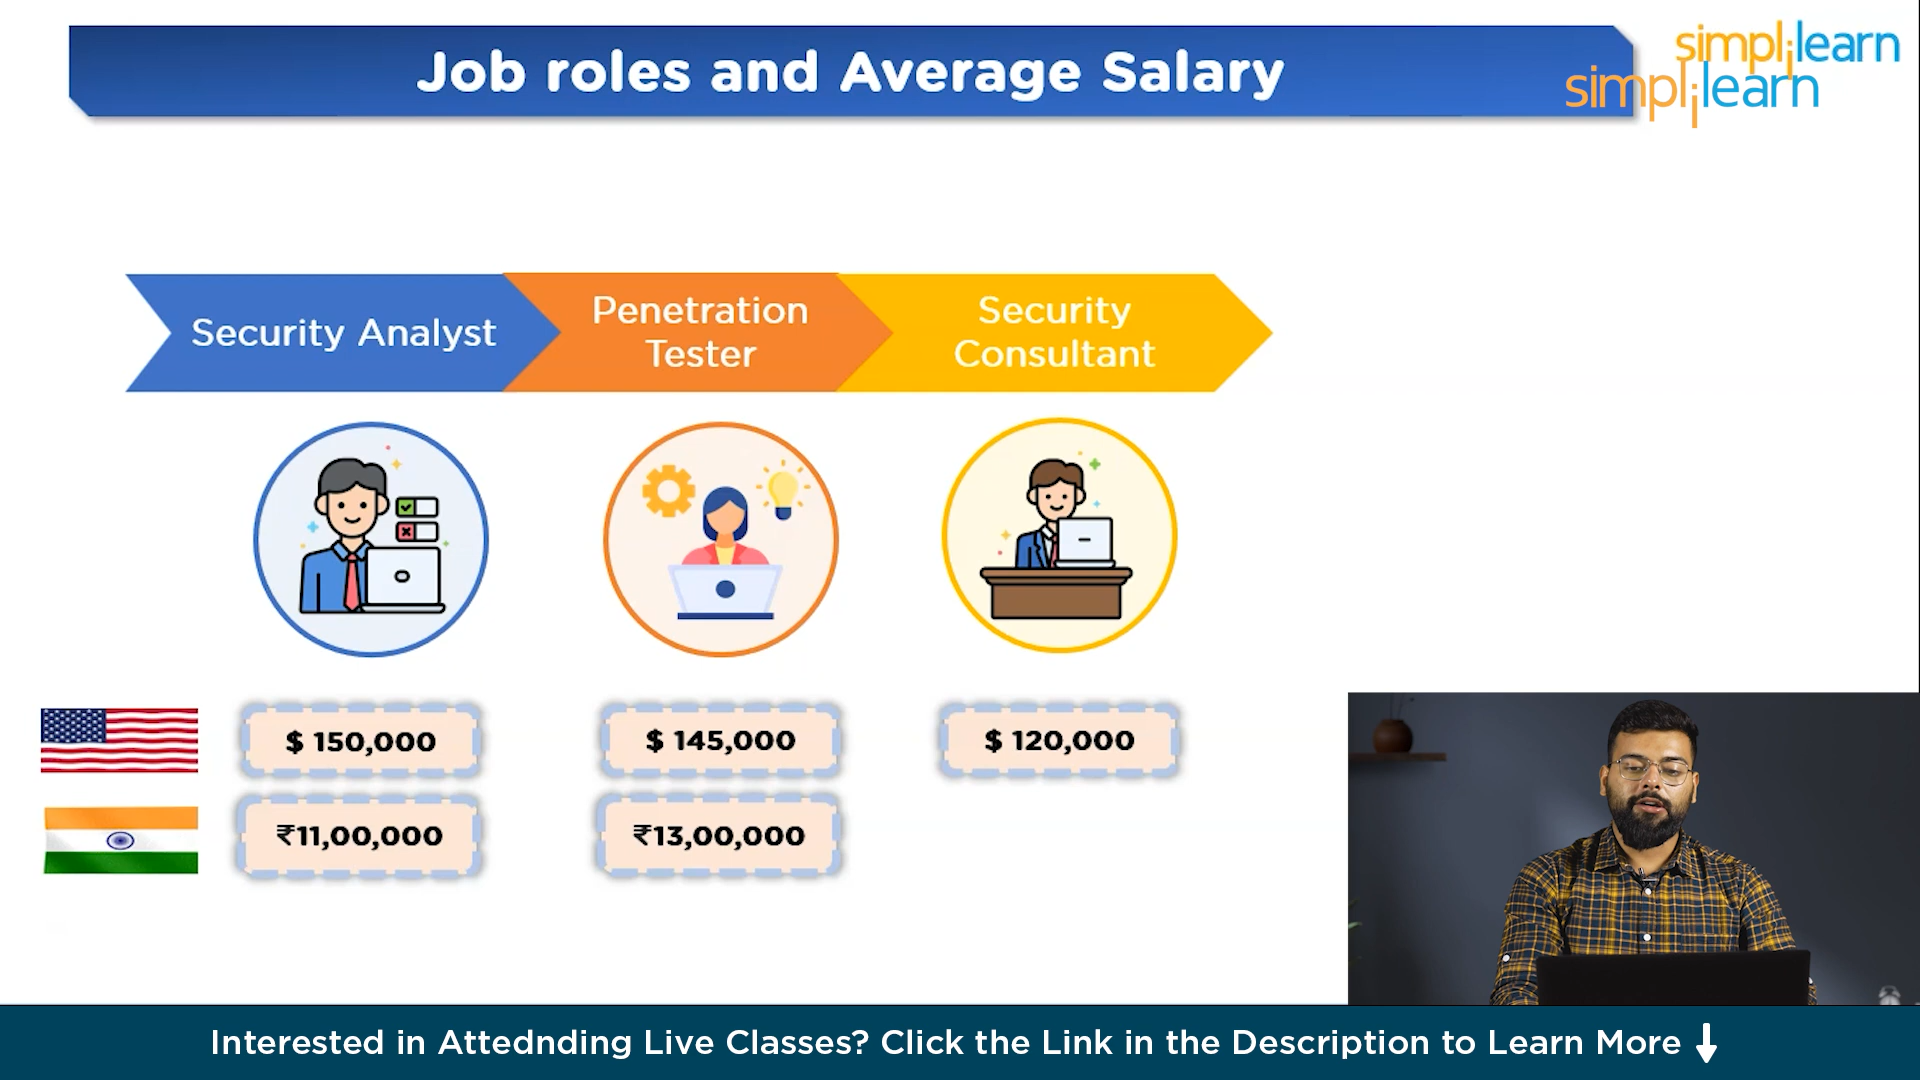 Job roles and Average Salary
simplilearn
simplilearn
Security Analyst
Penetration
Tester
Security
Consultant
$ 150,000
$ 145,000
$ 120,000
₹11,00,000
₹13,00,000
Interested in Attednding Live Classes? Click the Link in the Description to Learn More